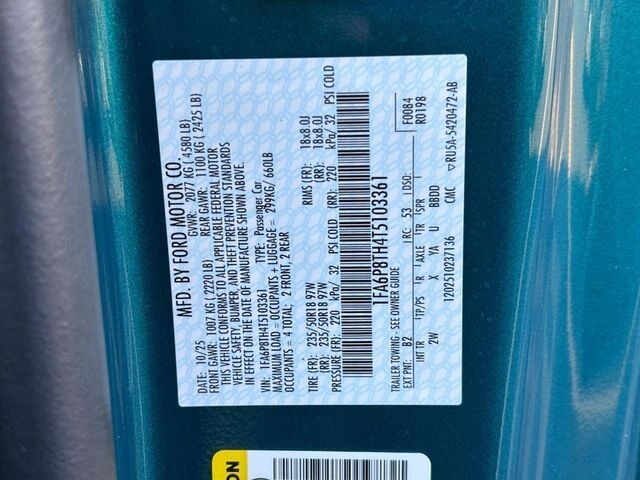 MFD. BY FORD MOTOR CO.
DATE: 10/25 GVWR: 2077 KG ( 4580 LB)
FRONT GAWR: 1007 KG ( 2220 LB) REAR GAWR: 1100 KG ( 2425 LB)
THIS VEHICLE CONFORMS TO ALL APPLICABLE FEDERAL MOTOR
VEHICLE SAFETY, BUMPER, AND THEFT PREVENTION STANDARDS
IN EFFECT ON THE DATE OF MANUFACTURE SHOWN ABOVE.
VIN: 1FA6P8TH4T5103361 TYPE: Passenger Car
MAXIMUM LOAD = OCCUPANTS + LUGGAGE = 299KG/ 660LB
OCCUPANTS = 4 TOTAL; 2 FRONT, 2 REAR
TIRE (FR): 235/50R18 97W RIMS (FR): 18x8.0J
(RR): 235/50R18 97W (RR): 18x8.0J
PRESSURE (FR): 220 kPa/ 32 PSI COLD (RR): 220 kPa/ 32 PSI COLD
1FA6P8TH4T5103361
TRAILER TOWING - SEE OWNER GUIDE F0084
EXT PNT: B2 RC: 53 DSO: R0198
INT TR TP/PS R AXLE TR SPR
2W X YA U BBDD
1202510237136 CMC ▽RU5A-5420472-AB
ON